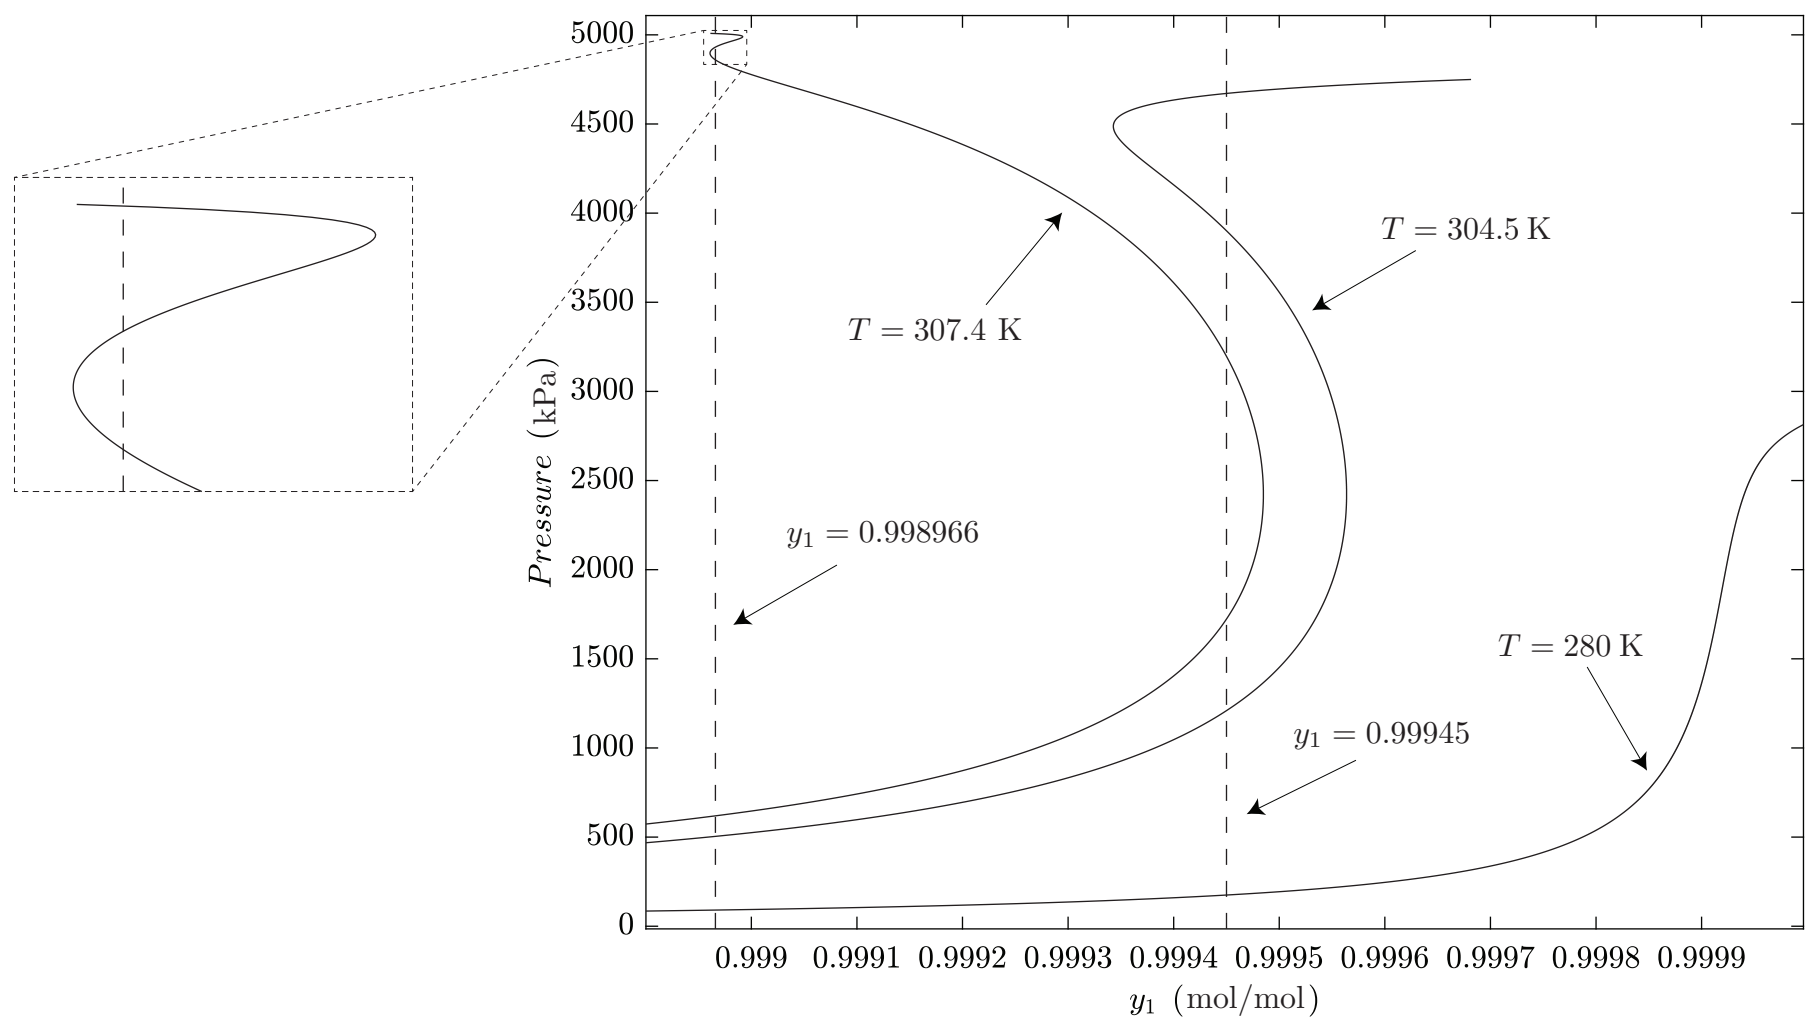 5000
4500
4000
3500
3000
2500
2000
1500
1000
500
0
Pressure (kPa)
T = 304.5 K
T = 307.4 K
y₁ = 0.998966
T = 280 K
y₁ = 0.99945
0.999 0.9991 0.9992 0.9993 0.9994 0.9995 0.9996 0.9997 0.9998 0.9999
y₁ (mol/mol)